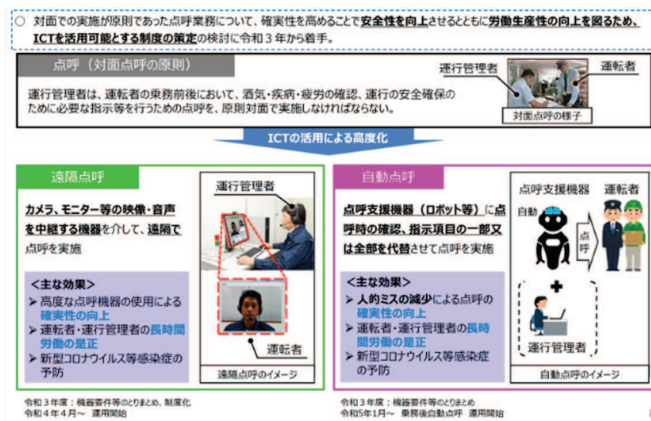 ○ 対面での実施が原則であった点呼業務について、確実性を高めることで安全性を向上させるとともに労働生産性の向上を図るため、
ICTを活用可能とする制度の策定の検討に令和3年から着手。
点呼（対面点呼の原則）
運行管理者は、運転者の乗務前後において、酒気・疾病・疲労の確認、運行の安全確保の
ために必要な指示等を行うための点呼を、原則対面で実施しなければならない。
運行管理者
運転者
対面点呼の様子
ICTの活用による高度化
遠隔点呼
カメラ、モニター等の映像・音声
を中継する機器を介して、遠隔で
点呼を実施
＜主な効果＞
➢ 高度な点呼機器の使用による
確実性の向上
➢ 運転者・運行管理者の長時間
労働の是正
➢ 新型コロナウイルス等感染症の
予防
運行管理者
運転者
遠隔点呼のイメージ
令和３年度：機器要件等のとりまとめ、制度化
令和４年４月～　運用開始
自動点呼
点呼支援機器（ロボット等）に点
呼時の確認、指示項目の一部又
は全部を代替させて点呼を実施
＜主な効果＞
➢ 人的ミスの減少による点呼の
確実性の向上
➢ 運転者・運行管理者の長時
間労働の是正
➢ 新型コロナウイルス等感染症
の予防
点呼支援機器
運転者
自動
点呼
＋
運行管理者
自動点呼のイメージ
令和３年度：機器要件等のとりまとめ
令和5年1月～　乗務後自動点呼　運用開始